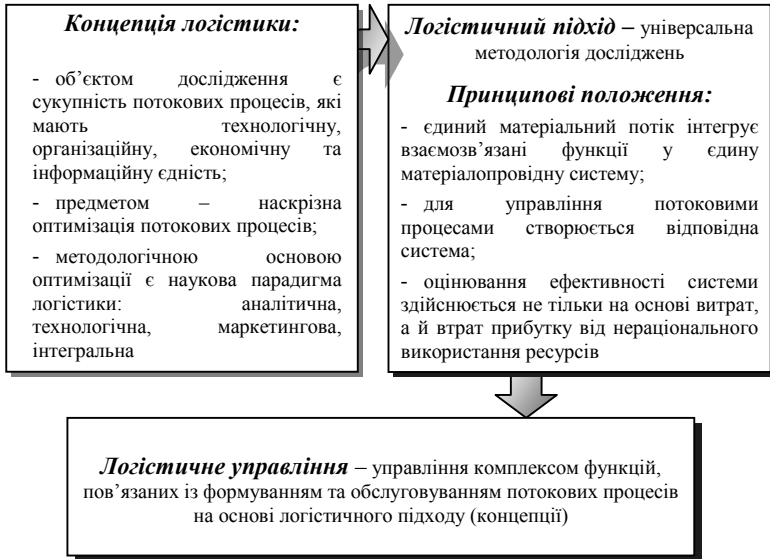 Концепція логістики:
- об’єктом дослідження є
сукупність потокових процесів, які
мають технологічну,
організаційну, економічну та
інформаційну єдність;
- предметом – наскрізна
оптимізація потокових процесів;
- методологічною основою
оптимізації є наукова парадигма
логістики: аналітична,
технологічна, маркетингова,
інтегральна
Логістичний підхід – універсальна
методологія досліджень
Принципові положення:
- єдиний матеріальний потік інтегрує
взаємозв’язані функції у єдину
матеріалопровідну систему;
- для управління потоковими
процесами створюється відповідна
система;
- оцінювання ефективності системи
здійснюється не тільки на основі витрат,
а й втрат прибутку від нераціонального
використання ресурсів
Логістичне управління – управління комплексом функцій,
пов’язаних із формуванням та обслуговуванням потокових процесів
на основі логістичного підходу (концепції)